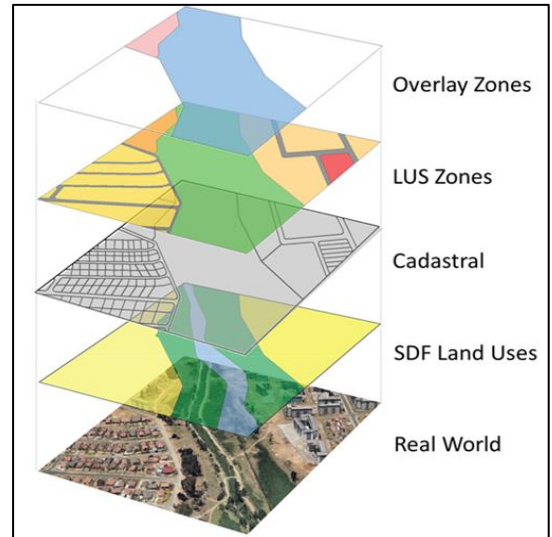 Overlay Zones
LUS Zones
Cadastral
SDF Land Uses
Real World